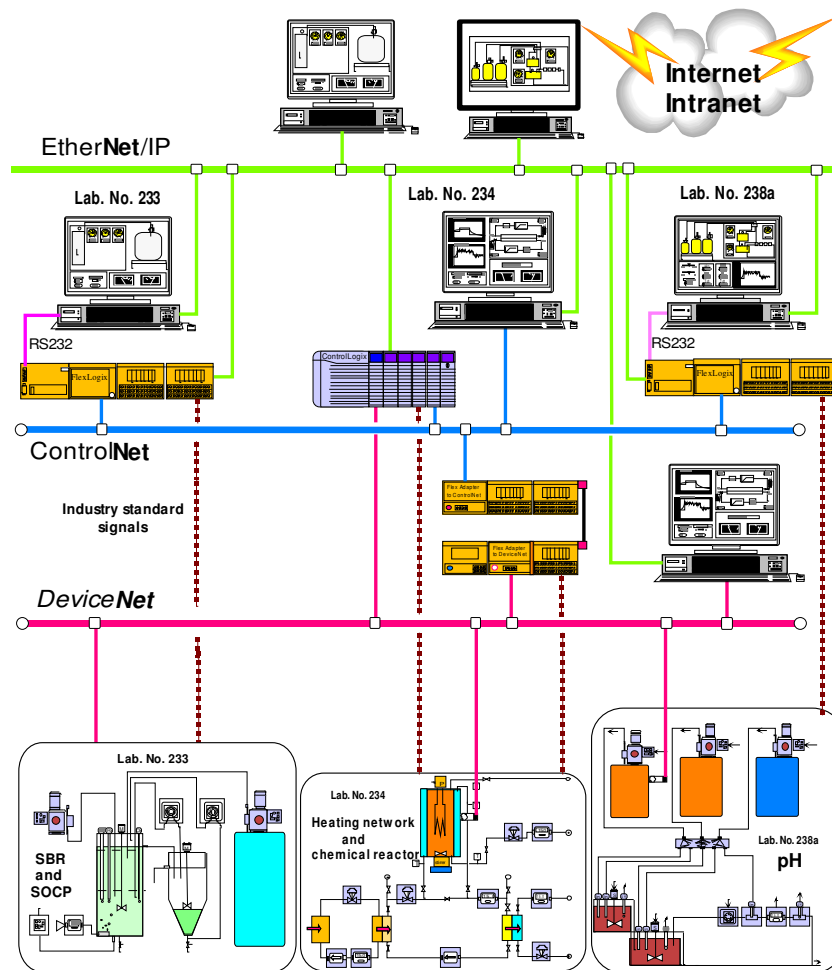 Internet
Intranet
EtherNet/IP
Lab. No. 233
Lab. No. 234
Lab. No. 238a
RS232
RS232
FlexLogix
ControlLogix
FlexLogix
ControlNet
Flex Adapter
to ControlNet
Industry standard
signals
Flex Adapter
to DeviceNet
DeviceNet
Lab. No. 233
Lab. No. 234
Heating network
and
chemical reactor
Lab. No. 238a
pH
SBR
and
SOCP